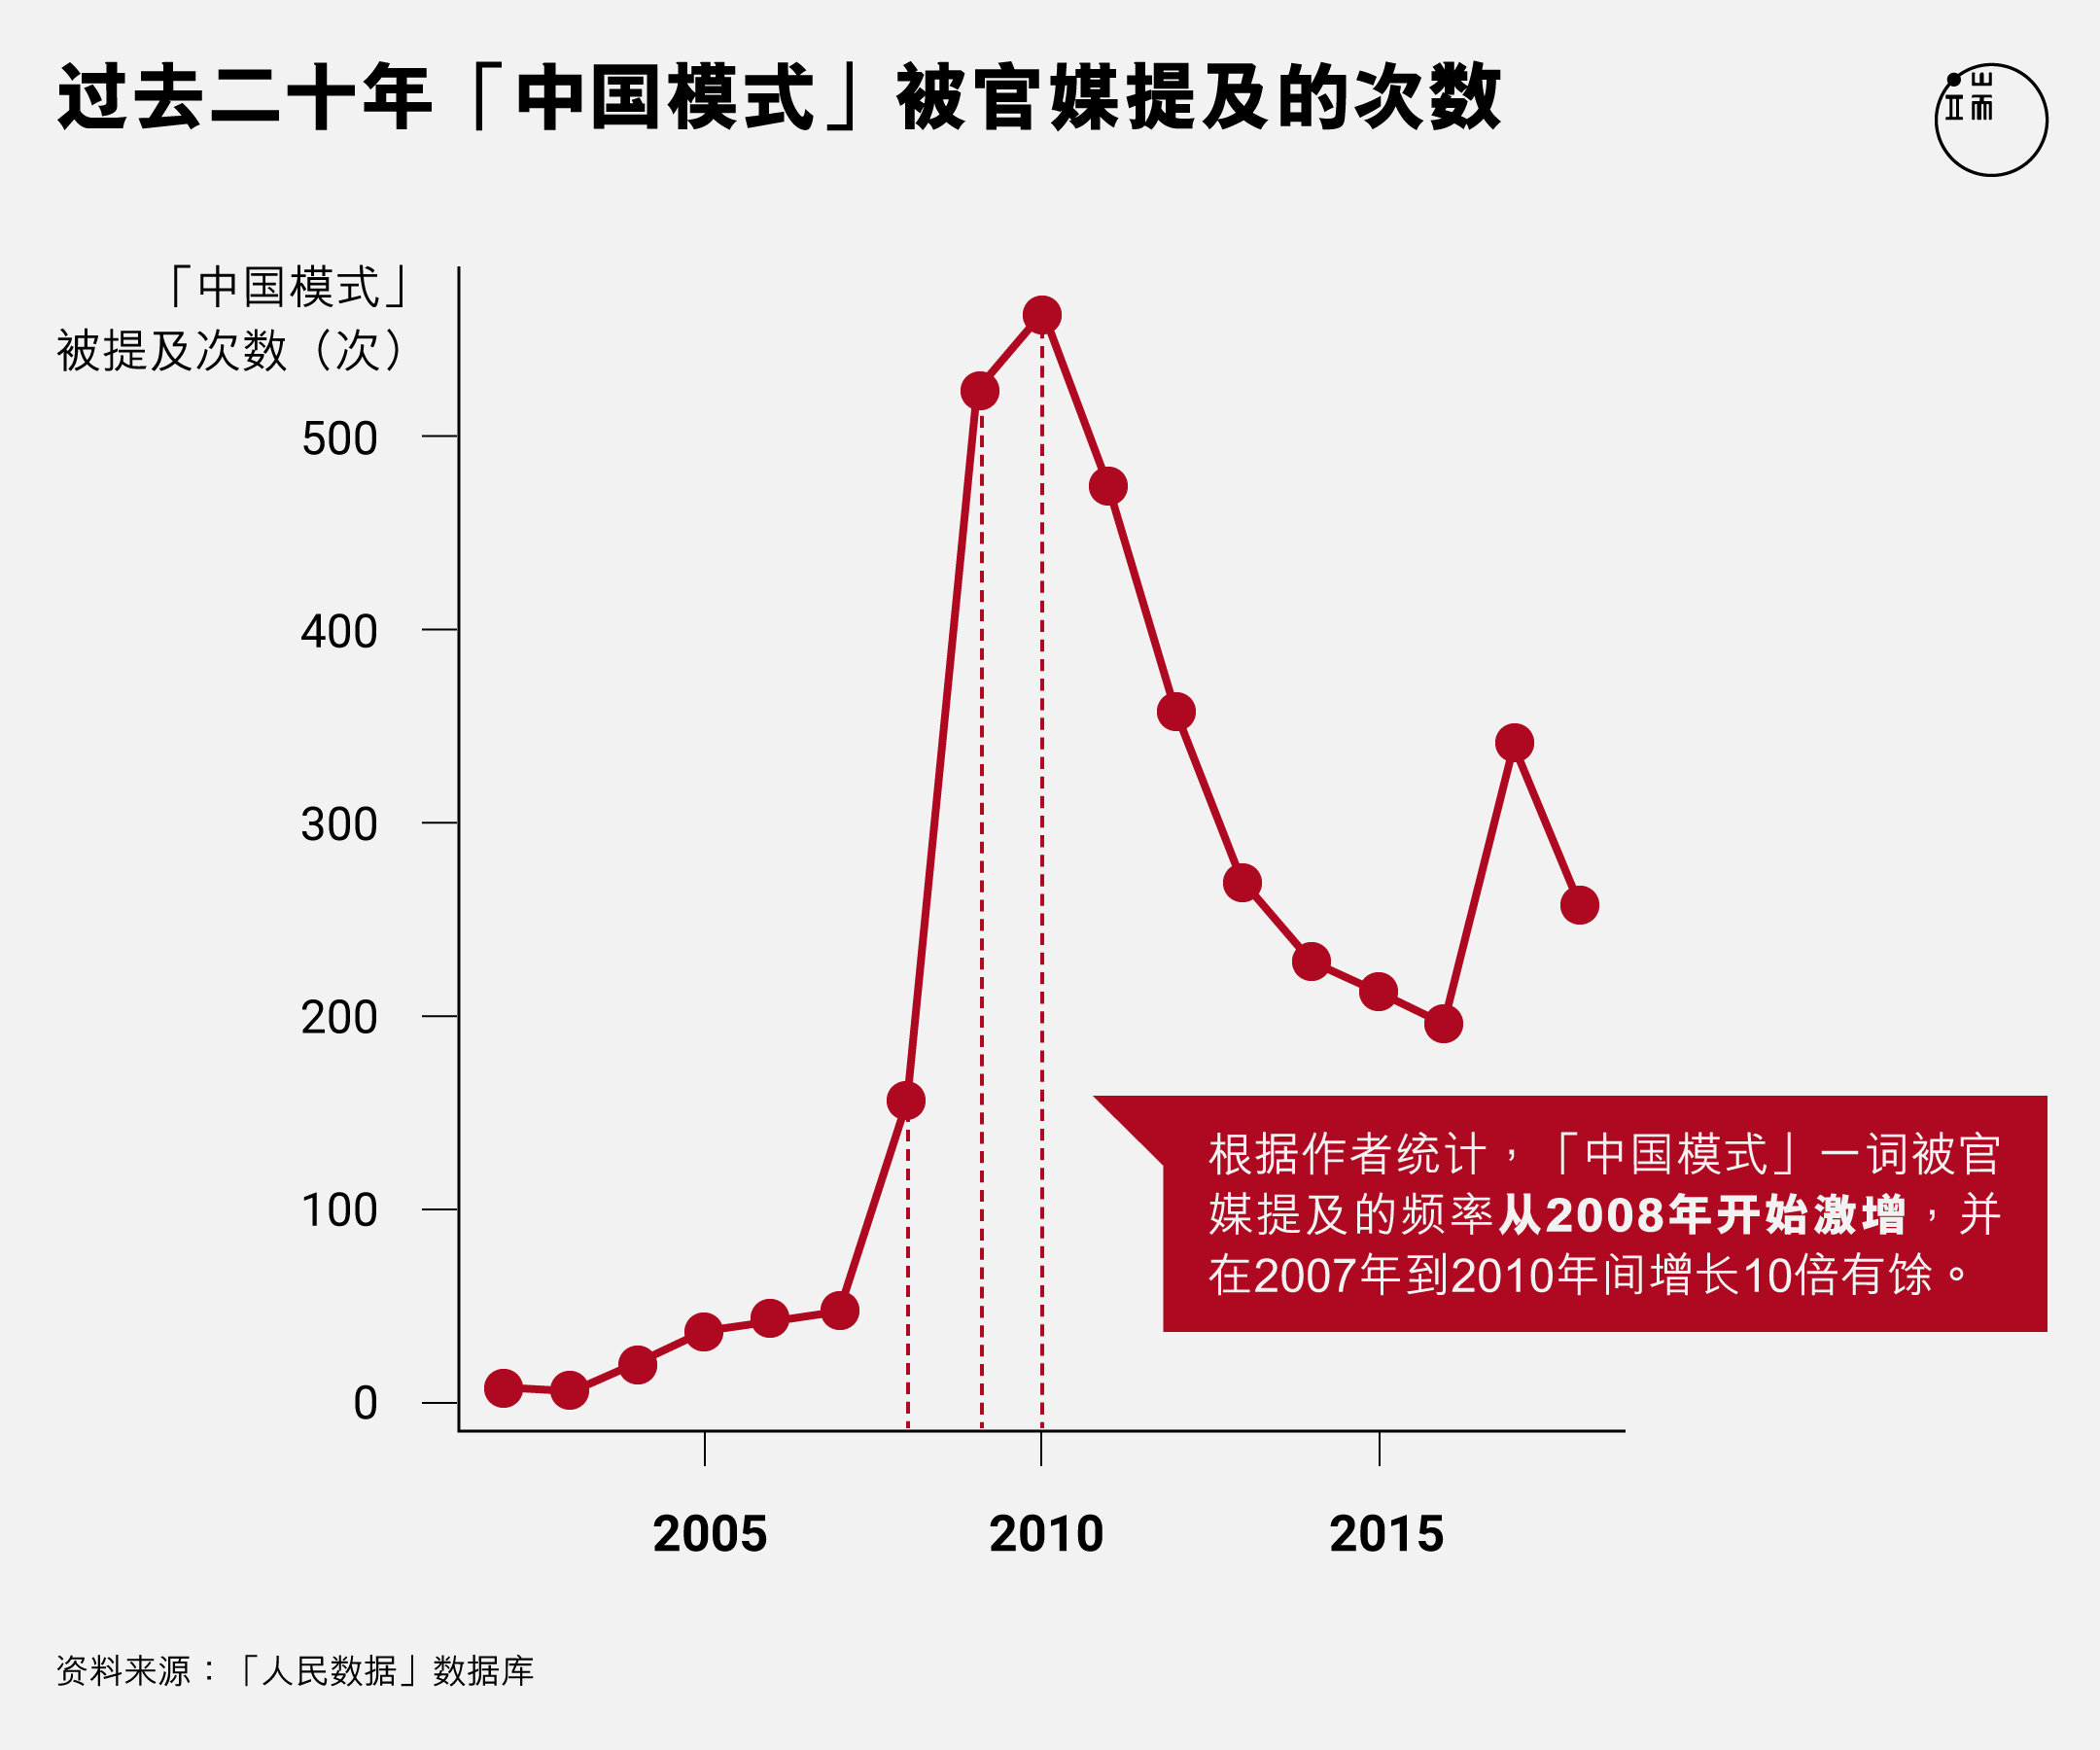 过去二十年「中国模式」被官媒提及的次数
端
「中国模式」
被提及次数（次）
500
400
300
200
100
0
根据作者统计，「中国模式」一词被官
媒提及的频率从2008年开始激增，并
在2007年到2010年间增长10倍有馀。
2005
2010
2015
资料来源：「人民数据」数据库